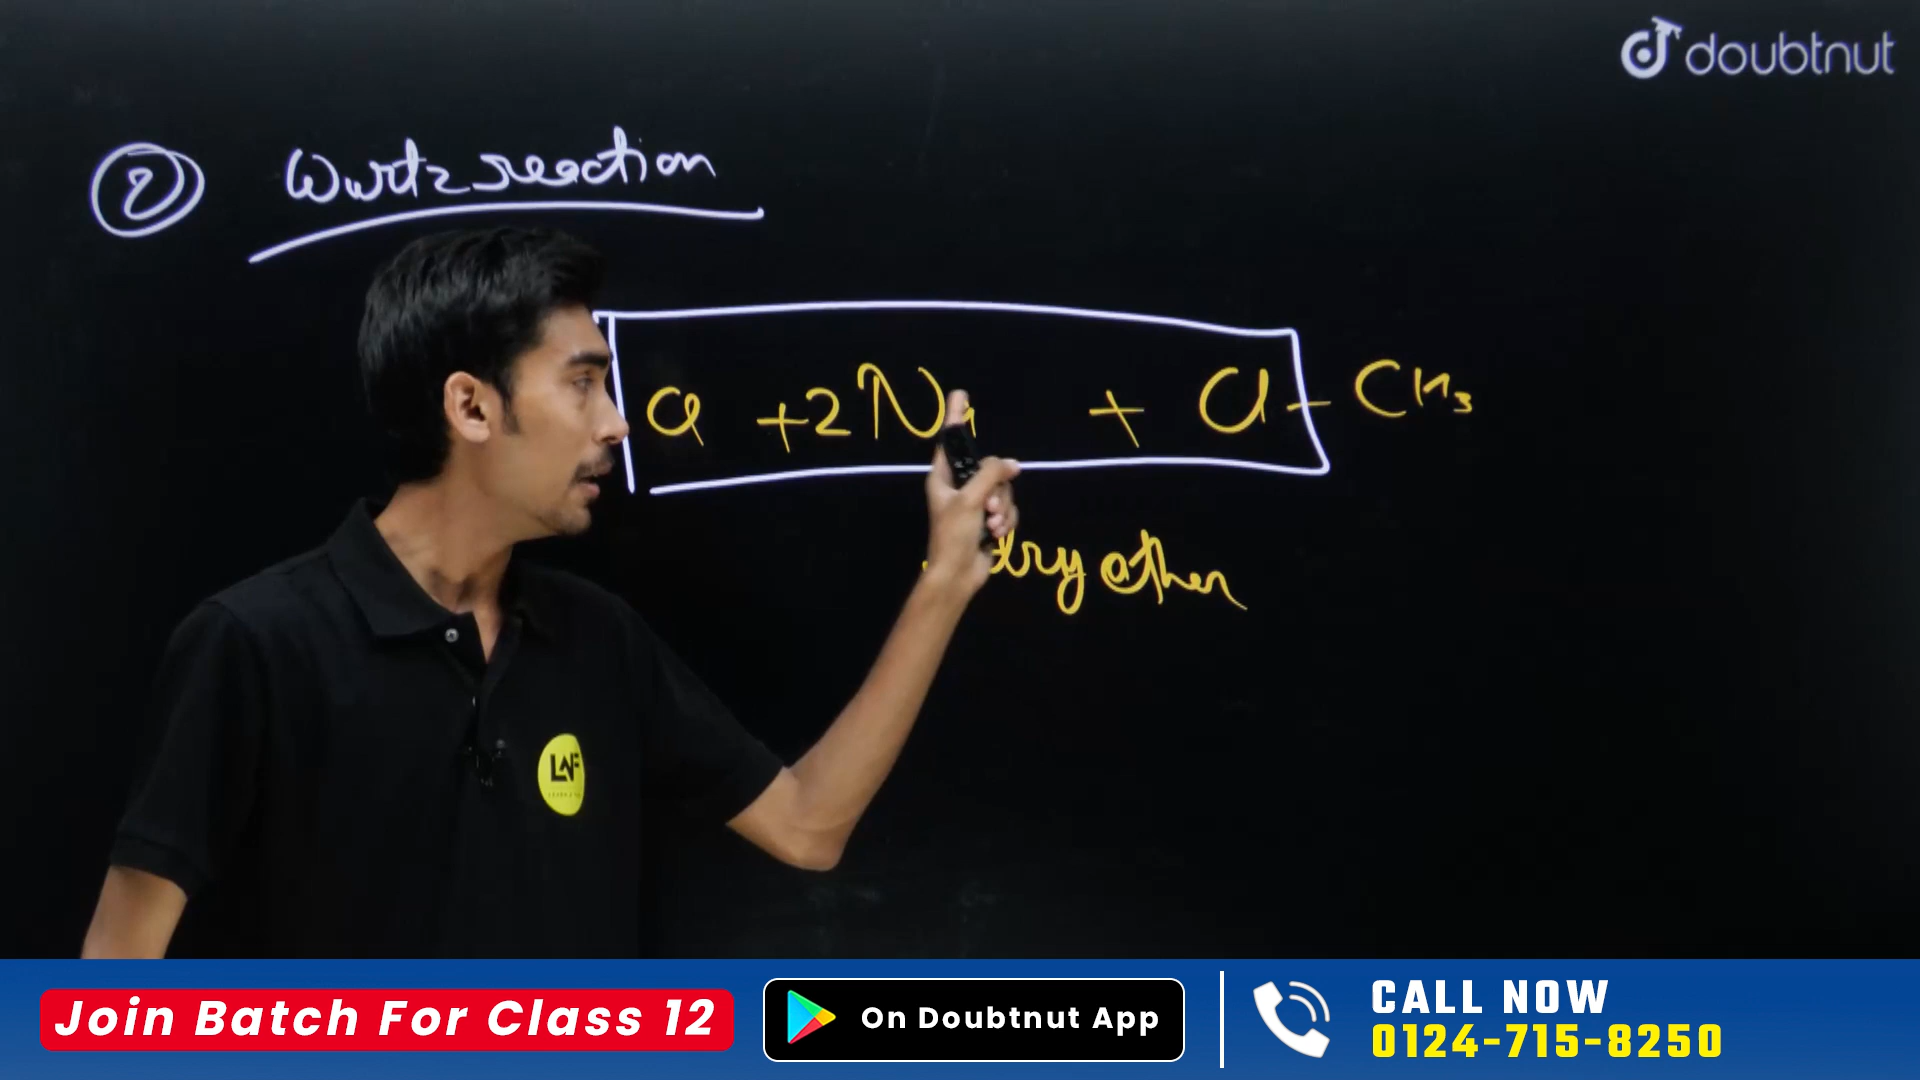 doubtnut
2 Wurtz reaction
Cl + 2Na + Cl - CH3
dry ether
LNF
Join Batch For Class 12
On Doubtnut App
CALL NOW
0124-715-8250